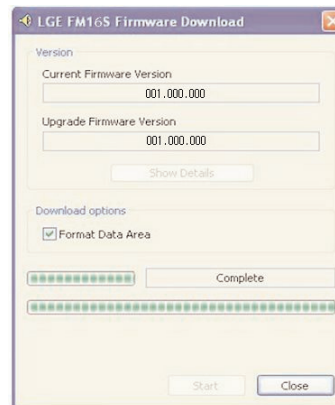 LGE FM16S Firmware Download
Version
Current Firmware Version
001.000.000
Upgrade Firmware Version
001.000.000
Show Details
Download options
Format Data Area
Complete
Start
Close